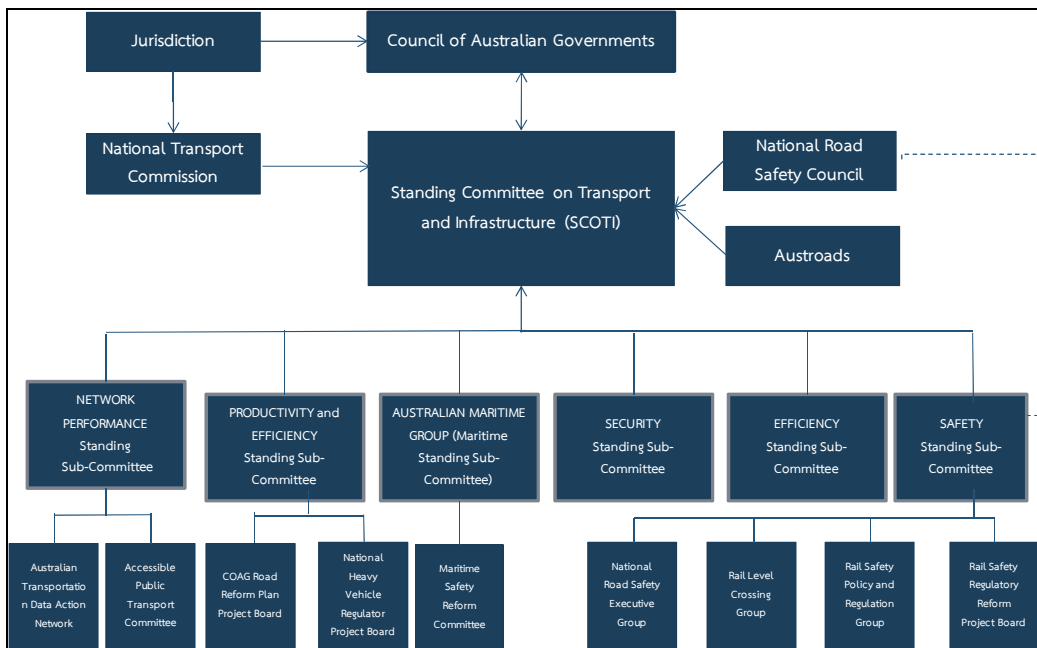 Jurisdiction
Council of Australian Governments
National Transport
Commission
Standing Committee on Transport
and Infrastructure (SCOTI)
National Road
Safety Council
Austroads
NETWORK
PERFORMANCE
Standing
Sub-Committee
PRODUCTIVITY and
EFFICIENCY
Standing Sub-
Committee
AUSTRALIAN MARITIME
GROUP (Maritime
Standing Sub-
Committee)
SECURITY
Standing Sub-
Committee
EFFICIENCY
Standing Sub-
Committee
SAFETY
Standing Sub-
Committee
Australian
Transportatio
n Data Action
Network
Accessible
Public
Transport
Committee
COAG Road
Reform Plan
Project Board
National
Heavy
Vehicle
Regulator
Project Board
Maritime
Safety
Reform
Committee
National
Road Safety
Executive
Group
Rail Level
Crossing
Group
Rail Safety
Policy and
Regulation
Group
Rail Safety
Regulatory
Reform
Project Board